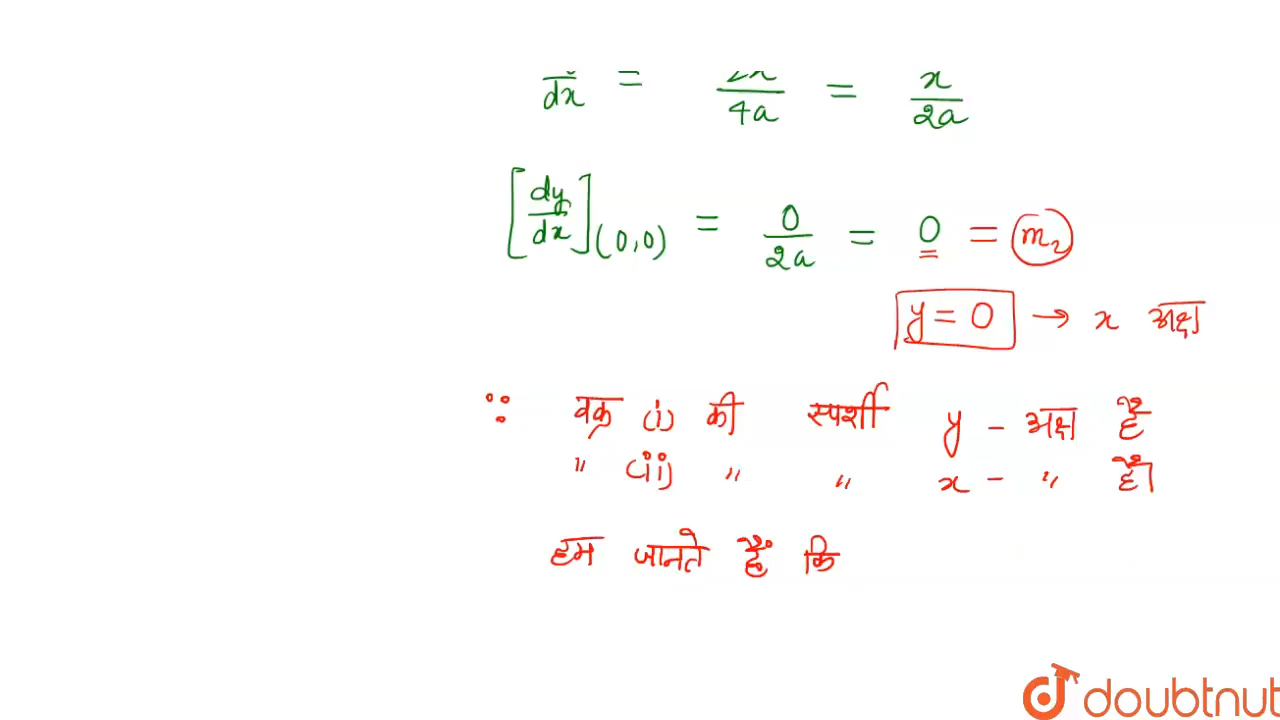 dx = 2x/4a = x/2a
[dy/dx](0,0) = 0/2a = 0 = m₂
y = 0 → x अक्ष
∵ वक्र (i) की स्पर्शी y - अक्ष है
" (ii) " " x - " है।
हम जानते हैं कि
doubtnut